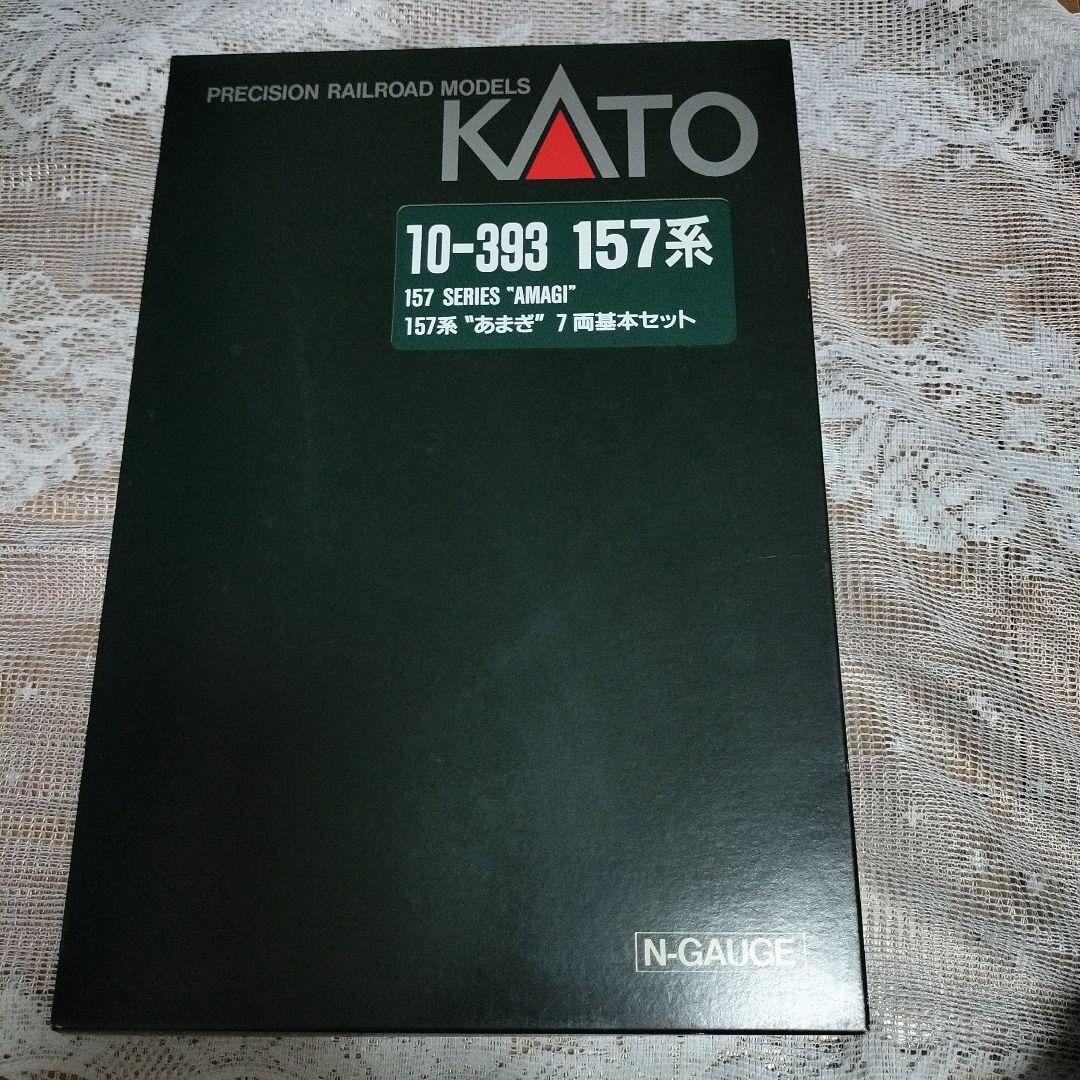 PRECISION RAILROAD MODELS
KATO
10-393 157系
157 SERIES "AMAGI"
157系 "あまぎ" 7両基本セット
N-GAUGE